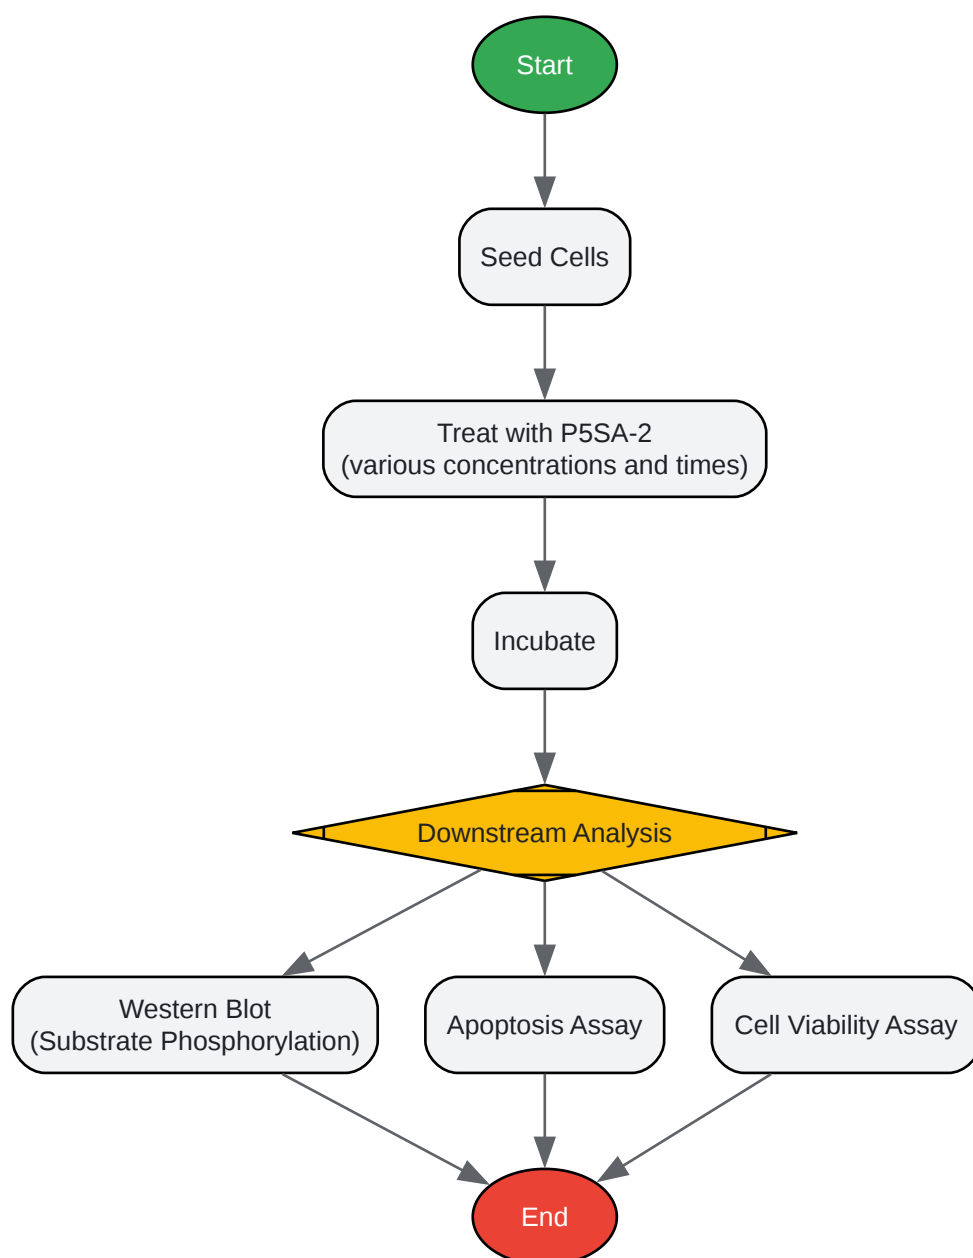 Start
Seed Cells
Treat with P5SA-2
(various concentrations and times)
Incubate
Downstream Analysis
Western Blot
(Substrate Phosphorylation)
Apoptosis Assay
Cell Viability Assay
End